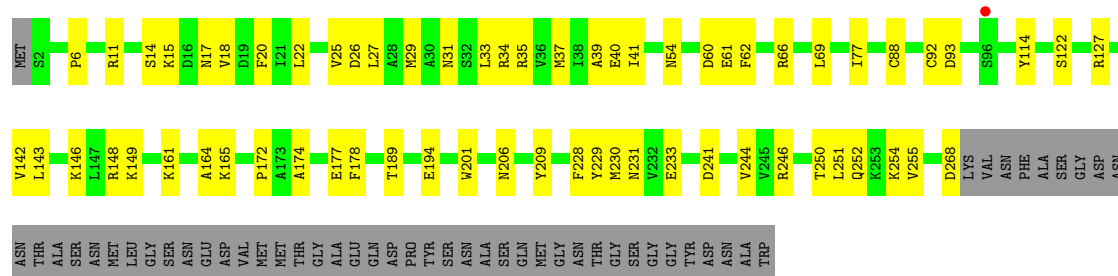 MET S2 P6 R11 S14 K15 D16 N17 V18 D19 F20 I21 L22 V25 D26 L27 A28 M29 A30 N31 S32 L33 R34 R35 V36 M37 I38 A39 E40 I41 N54 D60 E61 F62 R66 L69 I77 C88 C92 D93 S96 Y114 S122 R127
V142 L143 K146 L147 R148 K149 K161 A164 K165 P172 A173 A174 E177 F178 T189 E194 W201 N206 Y209 F228 Y229 M230 N231 V232 E233 D241 V244 V245 R246 T250 L251 Q252 K253 K254 V255 D268 LYS VAL ASN PHE ALA SER GLY ASP ASN
ASN THR ALA SER ASN MET LEU GLY SER ASN GLU ASP VAL MET MET THR GLY ALA GLU GLN ASP PRO TYR SER ASN ALA SER GLN MET GLY ASN THR GLY SER GLY GLY TYR ASP ASN ALA TRP